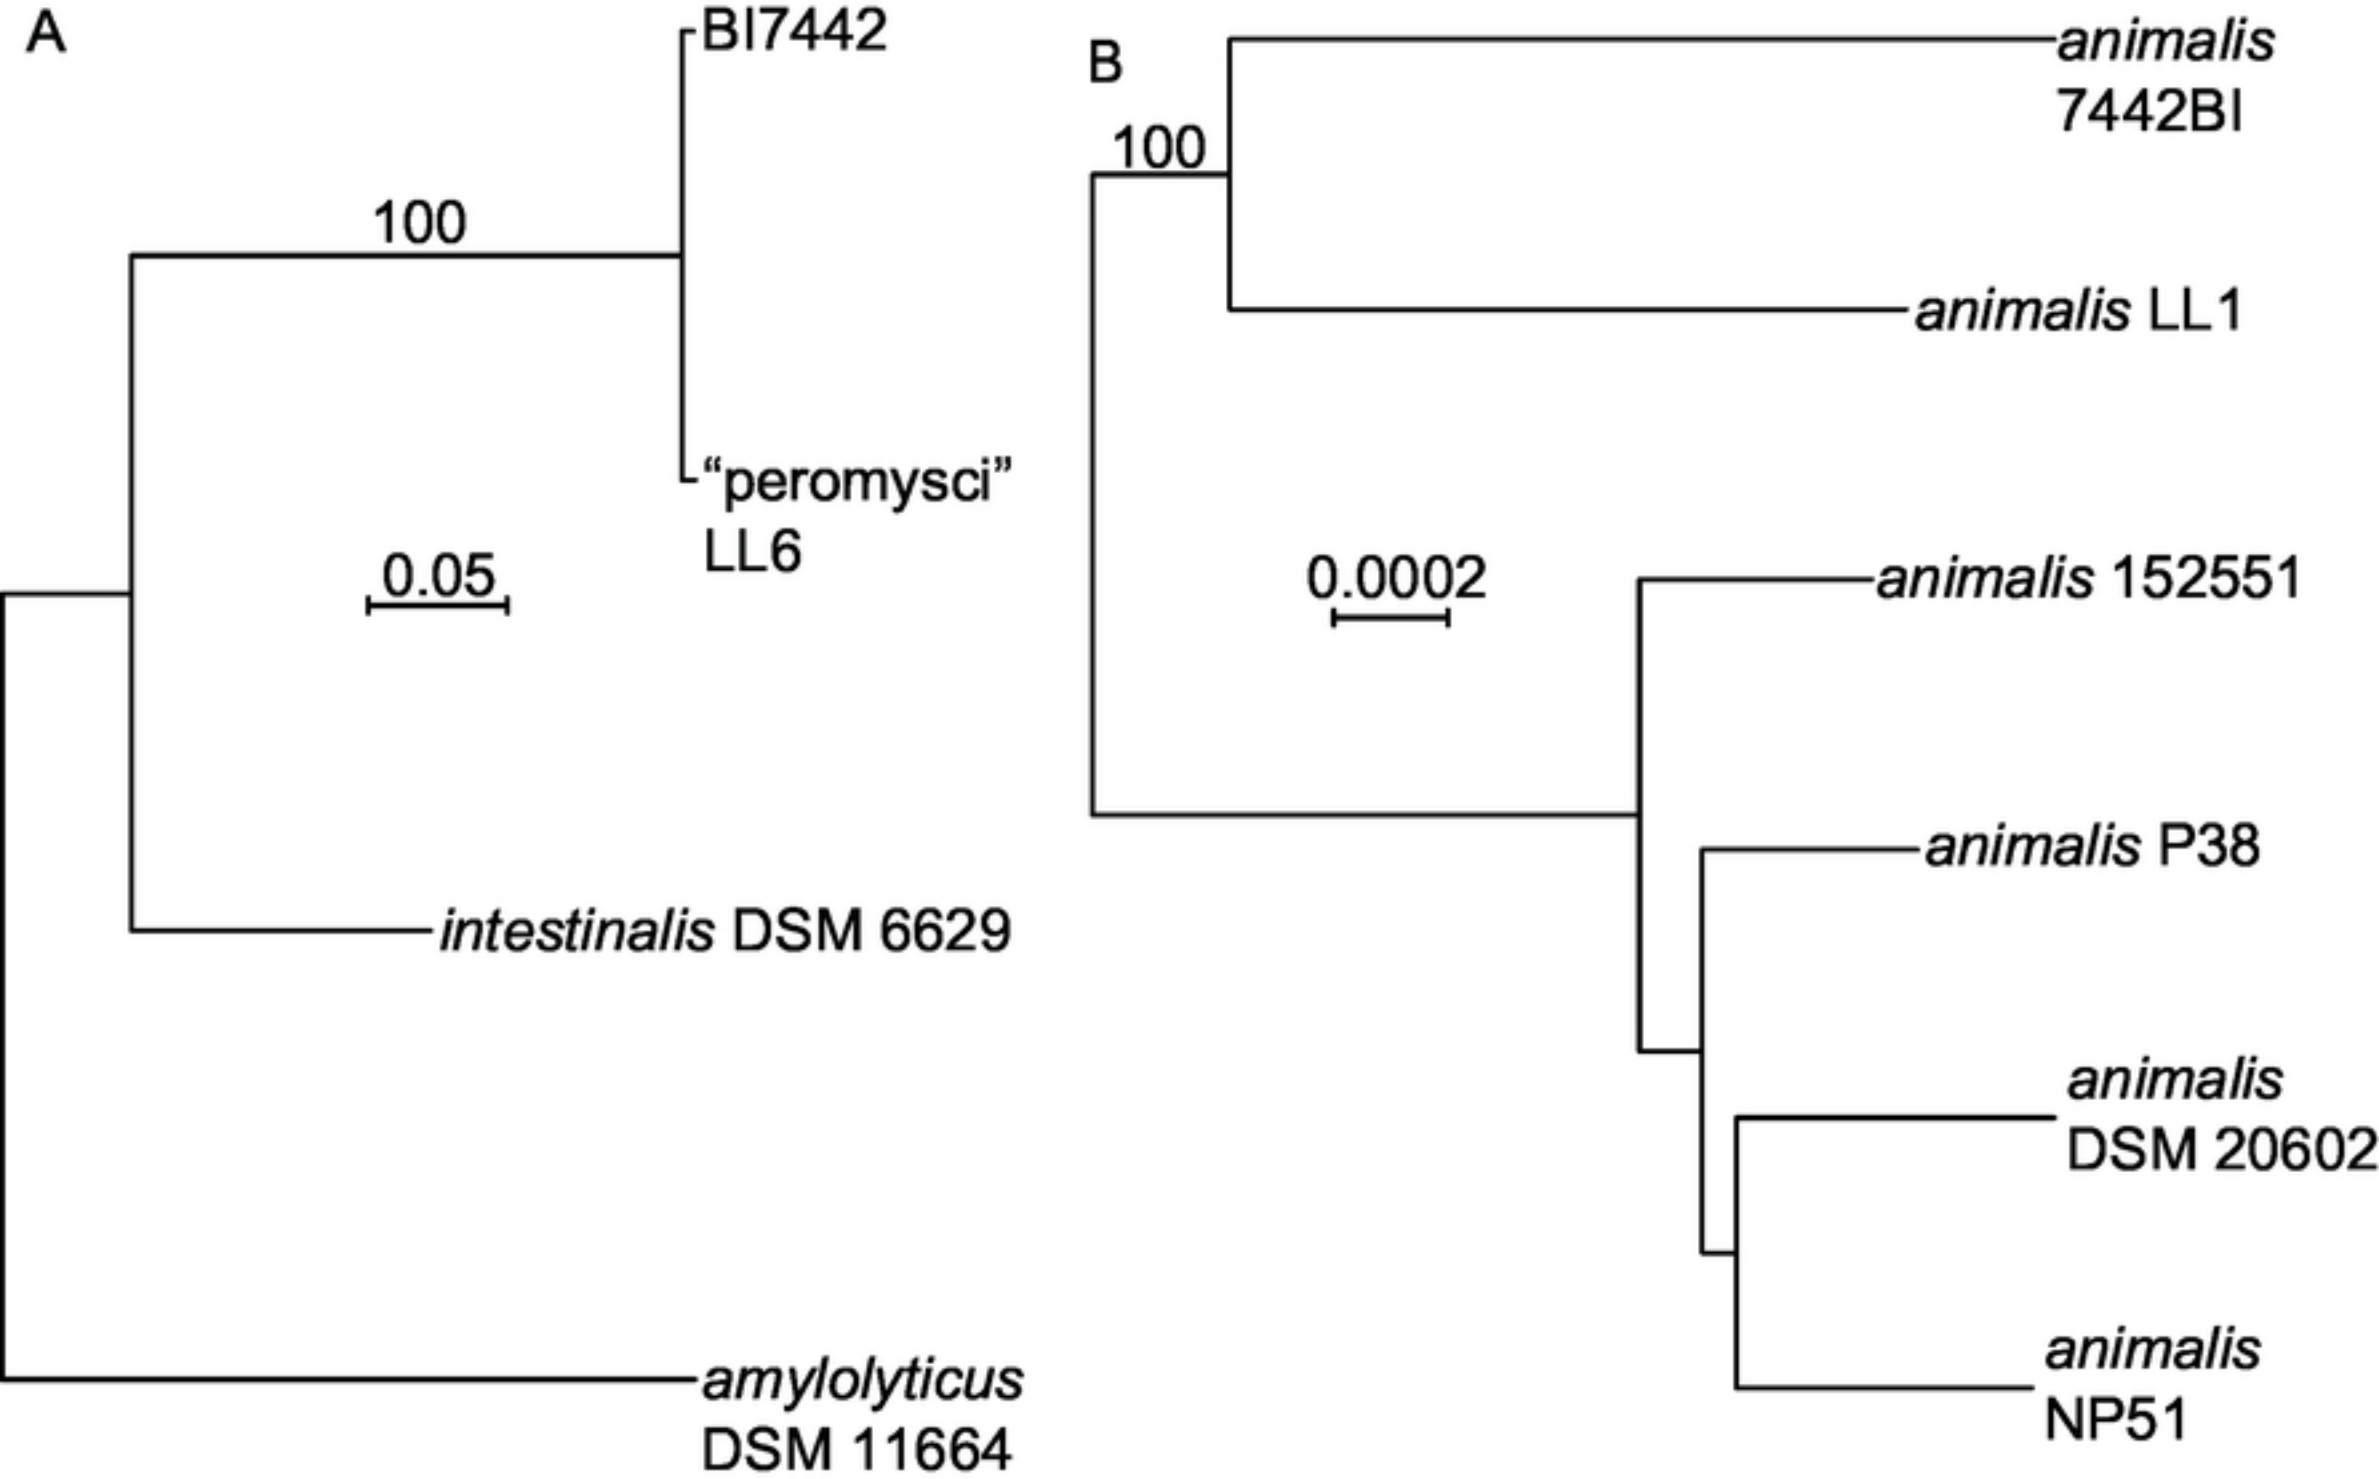 A
BI7442
100
“peromysci”
LL6
0.05
intestinalis DSM 6629
amylolyticus
DSM 11664
B
animalis
7442BI
100
animalis LL1
0.0002
animalis 152551
animalis P38
animalis
DSM 20602
animalis
NP51